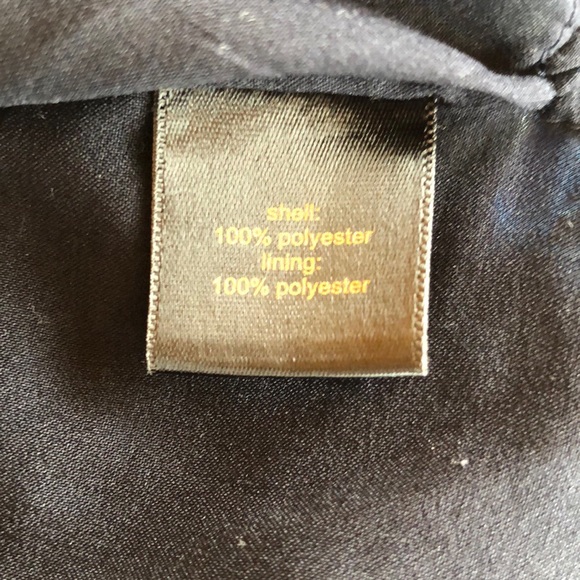 shell:
100% polyester
lining:
100% polyester